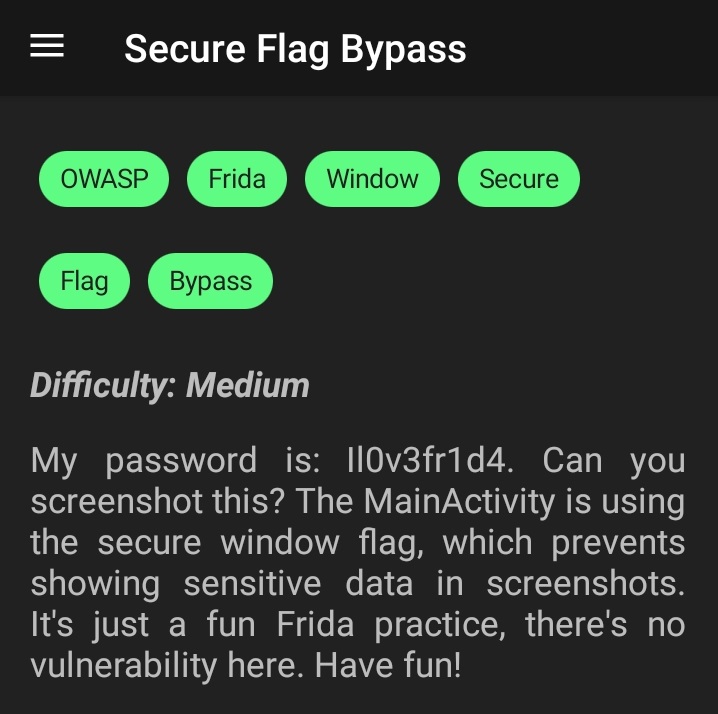 Secure Flag Bypass
OWASP Frida Window Secure
Flag Bypass
Difficulty: Medium
My password is: Il0v3fr1d4. Can you
screenshot this? The MainActivity is using
the secure window flag, which prevents
showing sensitive data in screenshots.
It's just a fun Frida practice, there's no
vulnerability here. Have fun!